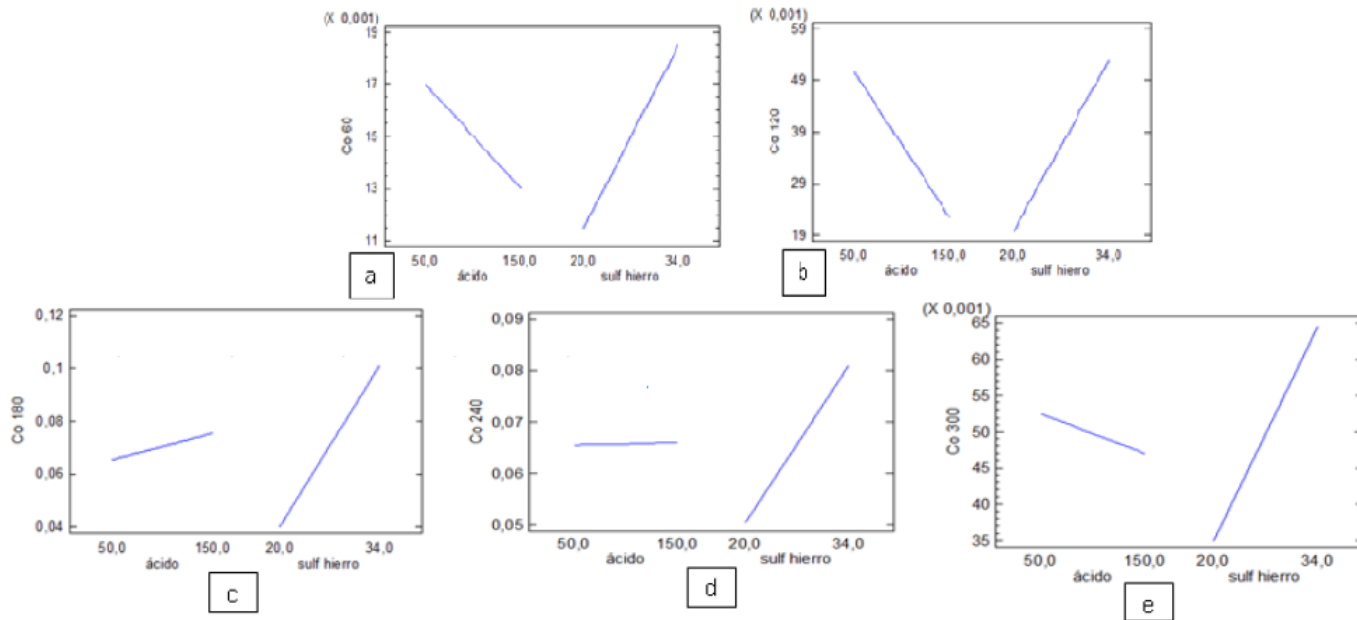 (X 0,001)
19
17
15
13
11
Co 60
50,0 150,0 20,0 34,0
ácido sulf hierro
a
(X 0,001)
59
49
39
29
19
Co 120
50,0 150,0 20,0 34,0
ácido sulf hierro
b
0,12
0,1
0,08
0,06
0,04
Co 180
50,0 150,0 20,0 34,0
ácido sulf hierro
c
0,09
0,08
0,07
0,06
0,05
Co 240
50,0 150,0 20,0 34,0
ácido sulf hierro
d
(X 0,001)
65
60
55
50
45
40
35
Co 300
50,0 150,0 20,0 34,0
ácido sulf hierro
e